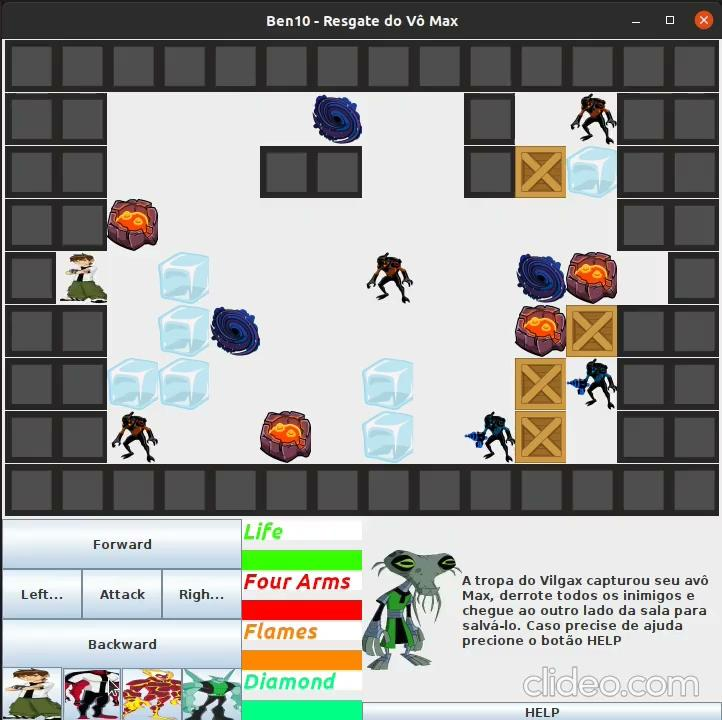 Ben10 - Resgate do Vô Max
Forward
Left...
Attack
Righ...
Backward
Life
Four Arms
Flames
Diamond
A tropa do Vilgax capturou seu avô
Max, derrote todos os inimigos e
chegue ao outro lado da sala para
salvá-lo. Caso precise de ajuda
precione o botão HELP
clideo.com
HELP